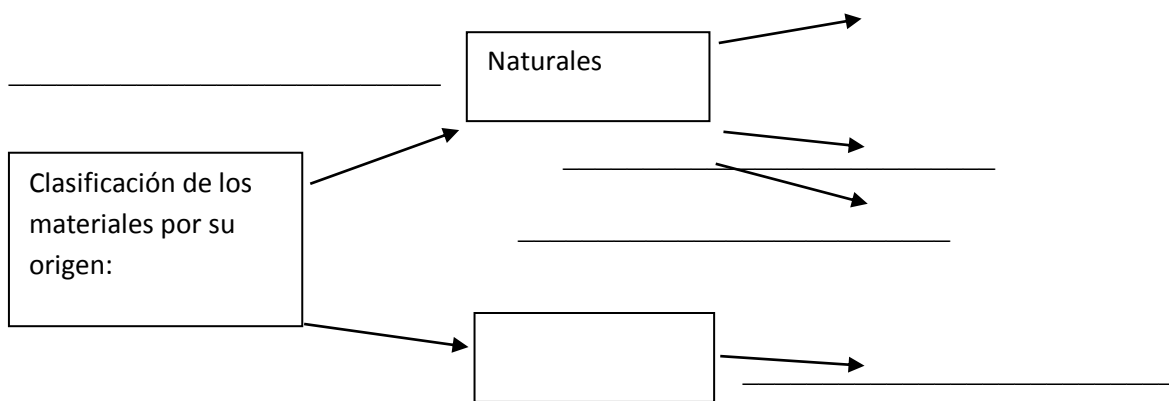 Naturales
Clasificación de los
materiales por su
origen: